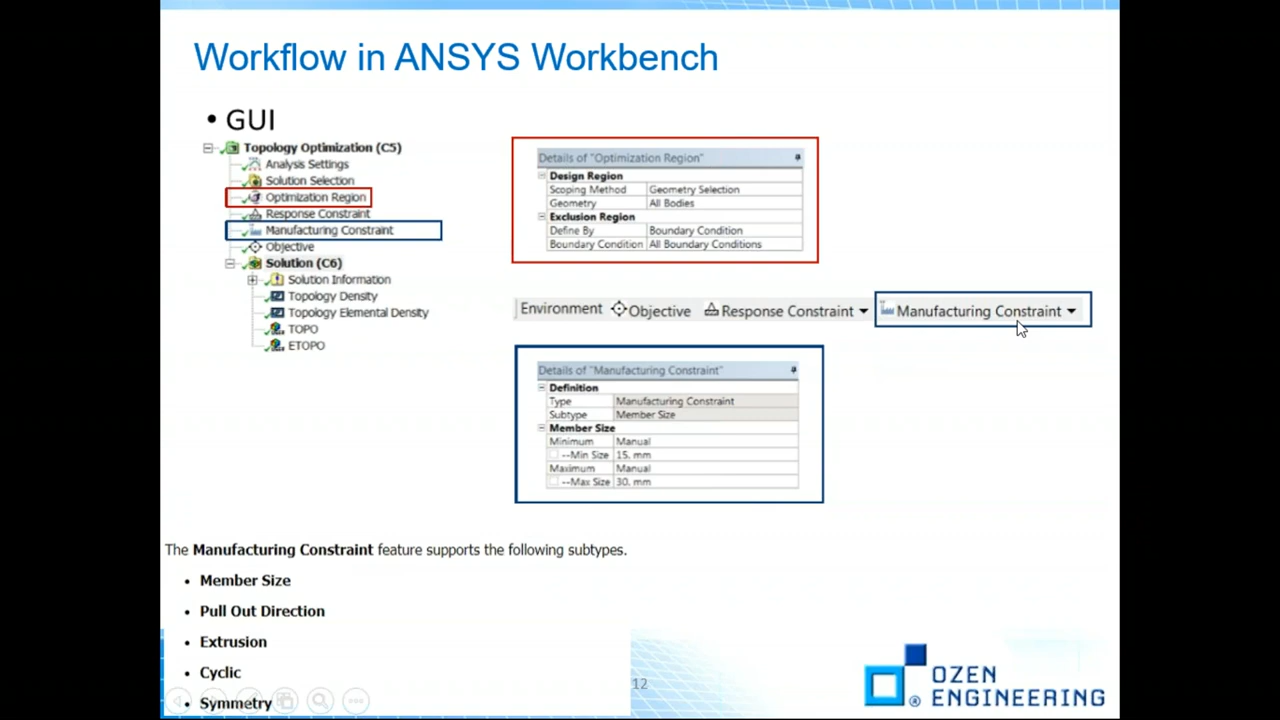 Workflow in ANSYS Workbench
• GUI
Topology Optimization (C5)
Analysis Settings
Solution Selection
Optimization Region
Response Constraint
Manufacturing Constraint
Objective
Solution (C6)
Solution Information
Topology Density
Topology Elemental Density
TOPO
ETOPO
Details of "Optimization Region"
Design Region
Scoping Method Geometry Selection
Geometry All Bodies
Exclusion Region
Define By Boundary Condition
Boundary Condition All Boundary Conditions
Environment Objective Response Constraint Manufacturing Constraint
Details of "Manufacturing Constraint"
Definition
Type Manufacturing Constraint
Subtype Member Size
Member Size
Minimum Manual
--Min Size 15. mm
Maximum Manual
--Max Size 30. mm
The Manufacturing Constraint feature supports the following subtypes.
• Member Size
• Pull Out Direction
• Extrusion
• Cyclic
• Symmetry
12
OZEN
® ENGINEERING